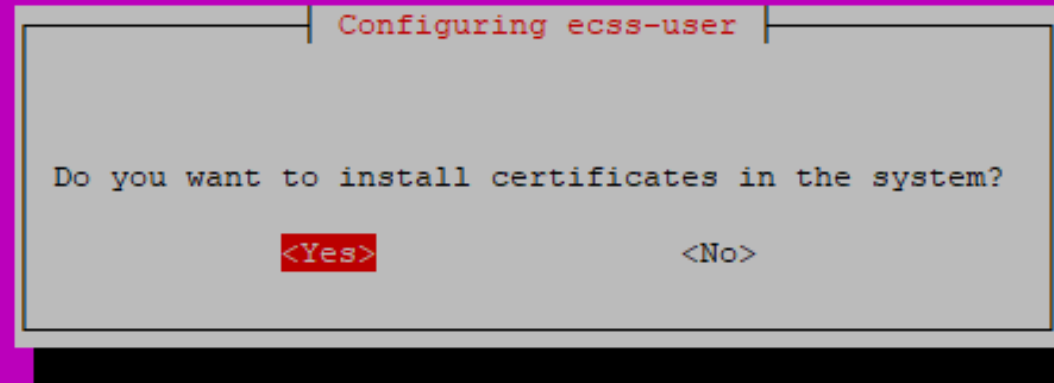 Configuring ecss-user
Do you want to install certificates in the system?
<Yes> <No>